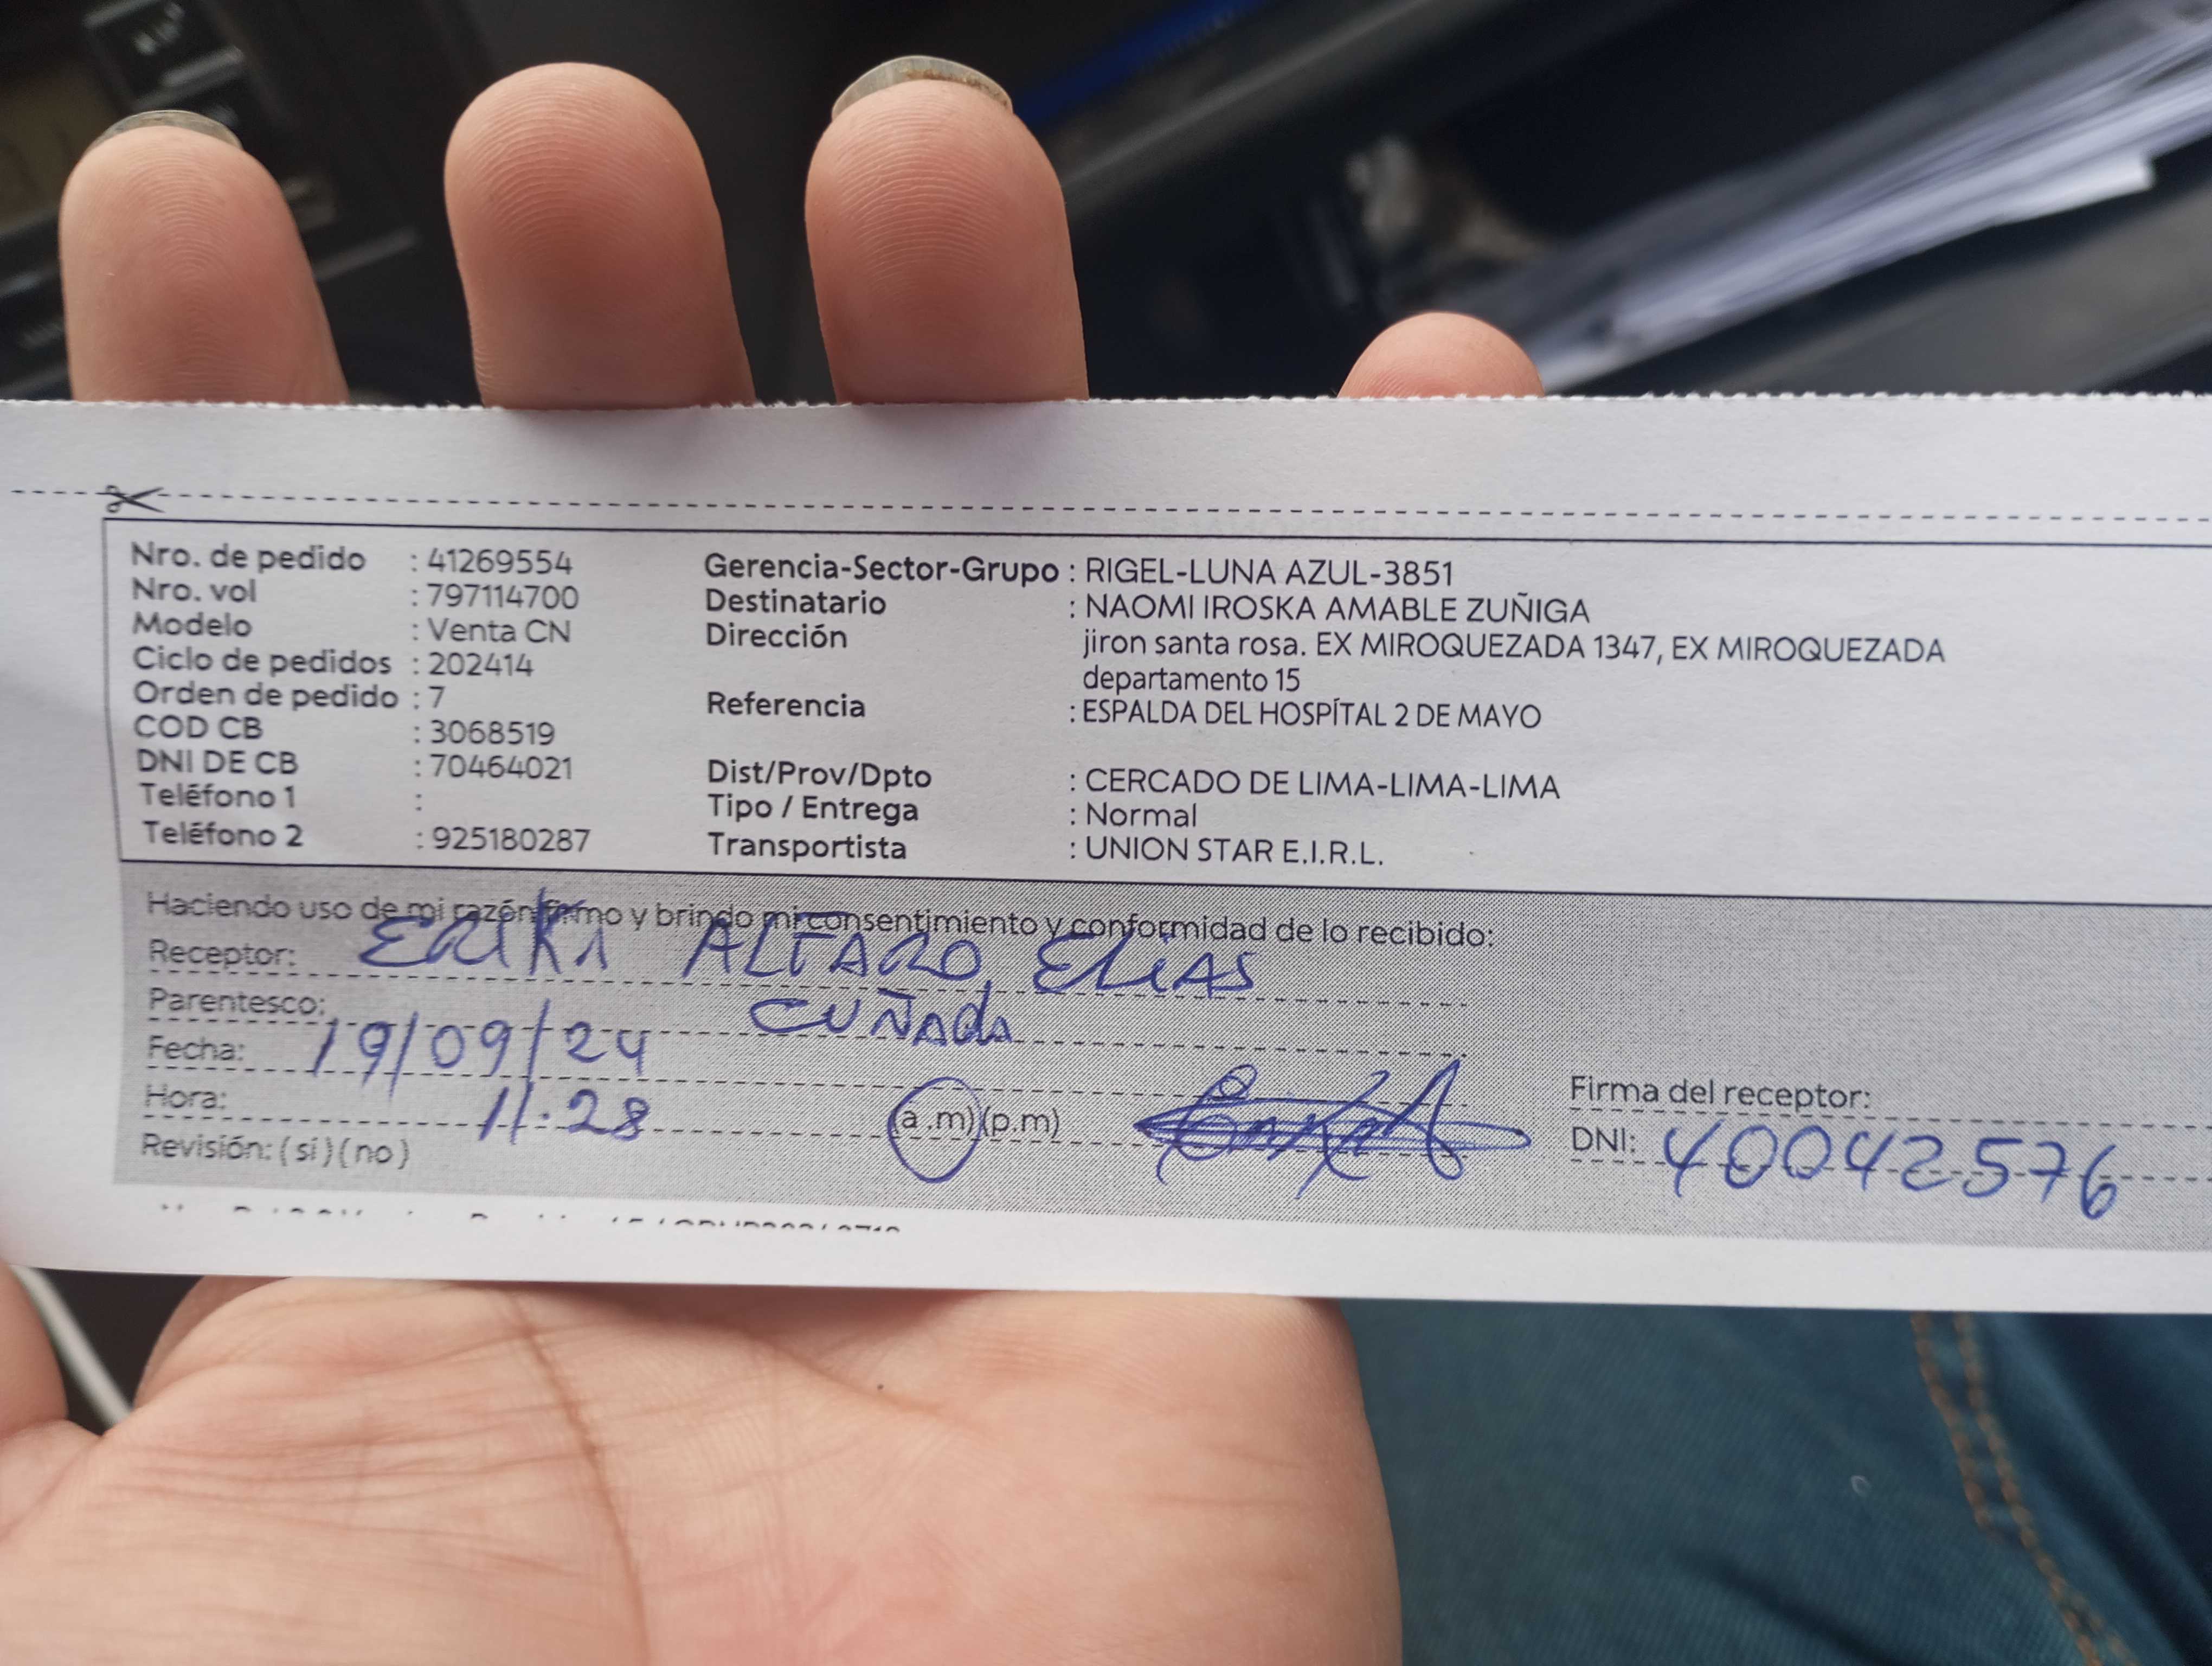 Nro. de pedido : 41269554
Nro. vol : 797114700
Modelo : Venta CN
Ciclo de pedidos : 202414
Orden de pedido : 7
COD CB : 3068519
DNI DE CB : 70464021
Teléfono 1 :
Teléfono 2 : 925180287
Gerencia-Sector-Grupo : RIGEL-LUNA AZUL-3851
Destinatario : NAOMI IROSKA AMABLE ZUÑIGA
Dirección jiron santa rosa. EX MIROQUEZADA 1347, EX MIROQUEZADA
departamento 15
Referencia : ESPALDA DEL HOSPÍTAL 2 DE MAYO
Dist/Prov/Dpto : CERCADO DE LIMA-LIMA-LIMA
Tipo / Entrega : Normal
Transportista : UNION STAR E.I.R.L.
Haciendo uso de mi razón firmo y brindo mi consentimiento y conformidad de lo recibido:
Receptor: ERIKA ALFARO ELIAS
Parentesco: CUÑAda
Fecha: 19/09/24
Hora: 11:28 (a .m)(p.m)
Revisión: ( si ) ( no )
Firma del receptor:
DNI: 40042576